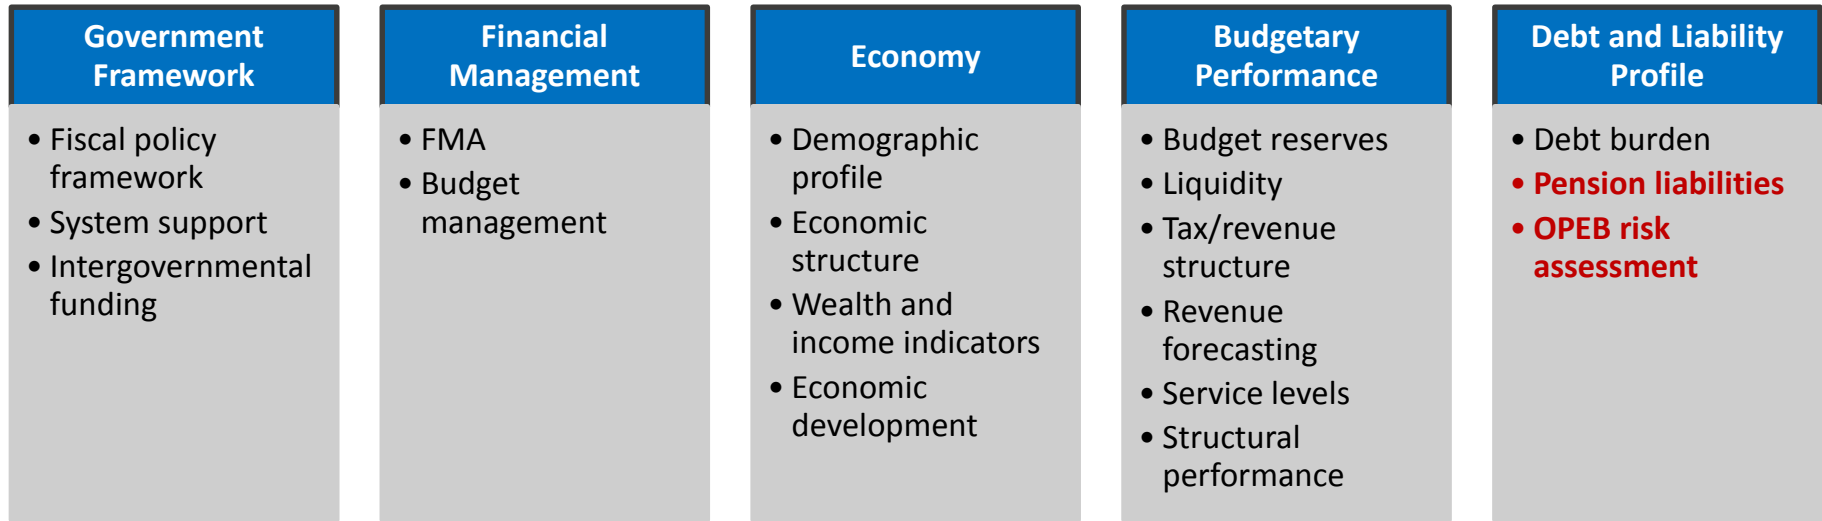 Government
Framework
• Fiscal policy
framework
• System support
• Intergovernmental
funding
Financial
Management
• FMA
• Budget
management
Economy
• Demographic
profile
• Economic
structure
• Wealth and
income indicators
• Economic
development
Budgetary
Performance
• Budget reserves
• Liquidity
• Tax/revenue
structure
• Revenue
forecasting
• Service levels
• Structural
performance
Debt and Liability
Profile
• Debt burden
• Pension liabilities
• OPEB risk
assessment